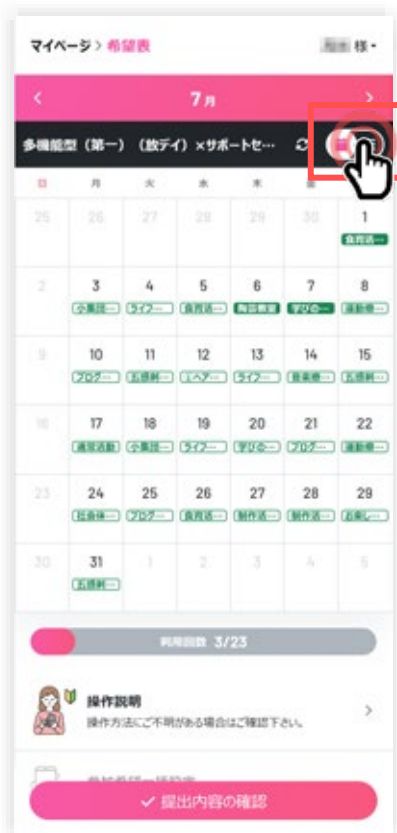 マイページ > 希望表
様
7月
多機能型（第一）（放デイ）×サポートセ…
日 月 火 水 木
25 26 27 28 29 30 1
食育活…
2 3 4 5 6 7 8
小集団… ライフ… 食育活… 陶芸教室 学びの… 運動療…
9 10 11 12 13 14 15
プログ… 五感刺… ライフ… 音楽療… 五感刺…
16 17 18 19 20 21 22
通常活動 小集団… ライフ… 学びの… プログ… 運動療…
23 24 25 26 27 28 29
社会体… プログ… 食育活… 制作活… 制作活… お楽し…
30 31 1 2 3 4 5
五感刺…
利用回数 3/23
操作説明
操作方法にご不明がある場合はご確認下さい。
提出内容の確認